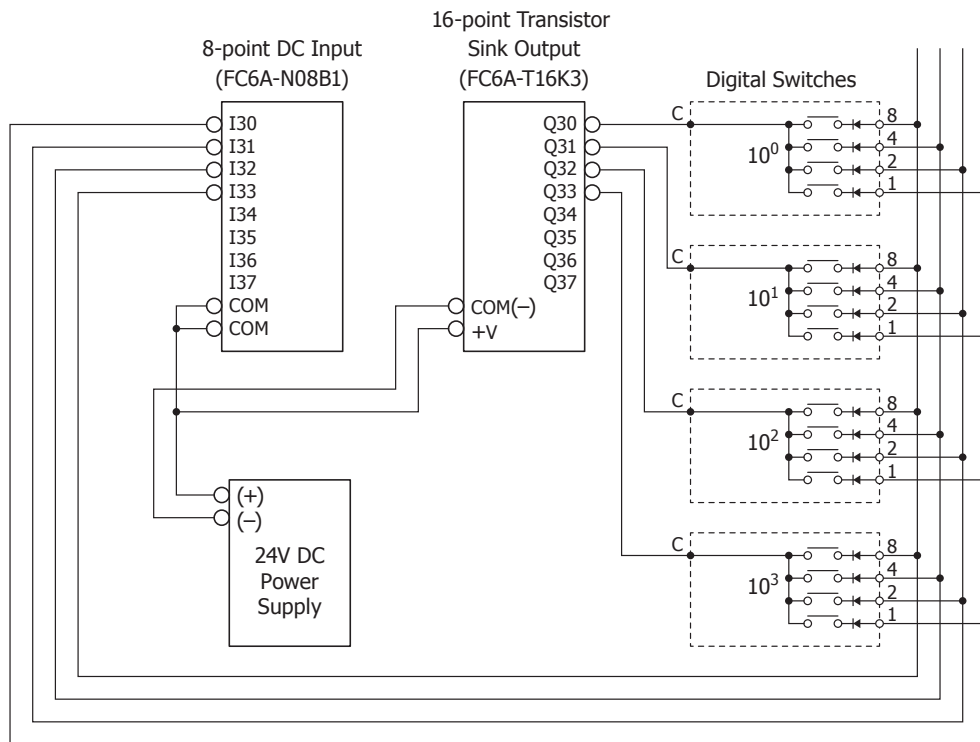 16-point Transistor
Sink Output
(FC6A-T16K3)
8-point DC Input
(FC6A-N08B1)
Digital Switches
I30
I31
I32
I33
I34
I35
I36
I37
COM
COM
Q30
Q31
Q32
Q33
Q34
Q35
Q36
Q37
COM(–)
+V
C
10⁰
8
4
2
1
C
10¹
8
4
2
1
C
10²
8
4
2
1
C
10³
8
4
2
1
(+)
(–)
24V DC
Power
Supply